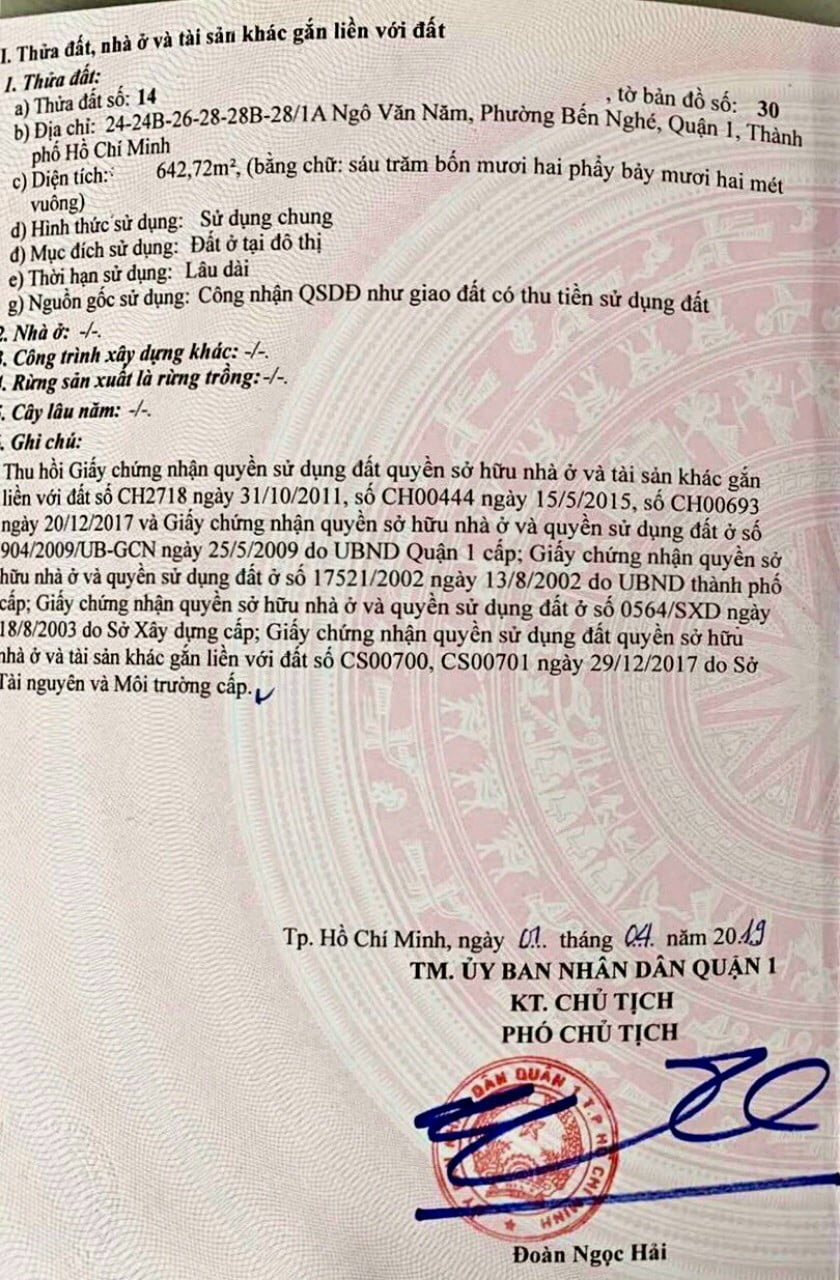 I. Thửa đất, nhà ở và tài sản khác gắn liền với đất
1. Thửa đất:
a) Thửa đất số: 14 , tờ bản đồ số: 30
b) Địa chỉ: 24-24B-26-28-28B-28/1A Ngô Văn Năm, Phường Bến Nghé, Quận 1, Thành
phố Hồ Chí Minh
c) Diện tích: 642,72m², (bằng chữ: sáu trăm bốn mươi hai phẩy bảy mươi hai mét
vuông)
d) Hình thức sử dụng: Sử dụng chung
đ) Mục đích sử dụng: Đất ở tại đô thị
e) Thời hạn sử dụng: Lâu dài
g) Nguồn gốc sử dụng: Công nhận QSDĐ như giao đất có thu tiền sử dụng đất
2. Nhà ở: -/-.
3. Công trình xây dựng khác: -/-.
4. Rừng sản xuất là rừng trồng: -/-.
5. Cây lâu năm: -/-.
6. Ghi chú:
Thu hồi Giấy chứng nhận quyền sử dụng đất quyền sở hữu nhà ở và tài sản khác gắn
liền với đất số CH2718 ngày 31/10/2011, số CH00444 ngày 15/5/2015, số CH00693
ngày 20/12/2017 và Giấy chứng nhận quyền sở hữu nhà ở và quyền sử dụng đất ở số
904/2009/UB-GCN ngày 25/5/2009 do UBND Quận 1 cấp; Giấy chứng nhận quyền sở
hữu nhà ở và quyền sử dụng đất ở số 17521/2002 ngày 13/8/2002 do UBND thành phố
cấp; Giấy chứng nhận quyền sở hữu nhà ở và quyền sử dụng đất ở số 0564/SXD ngày
18/8/2003 do Sở Xây dựng cấp; Giấy chứng nhận quyền sử dụng đất quyền sở hữu
nhà ở và tài sản khác gắn liền với đất số CS00700, CS00701 ngày 29/12/2017 do Sở
Tài nguyên và Môi trường cấp.
Tp. Hồ Chí Minh, ngày 01. tháng 04. năm 2019
TM. ỦY BAN NHÂN DÂN QUẬN 1
KT. CHỦ TỊCH
PHÓ CHỦ TỊCH
DÂN QUẬN 1 T.P HỒ CHÍ MINH
Đoàn Ngọc Hải